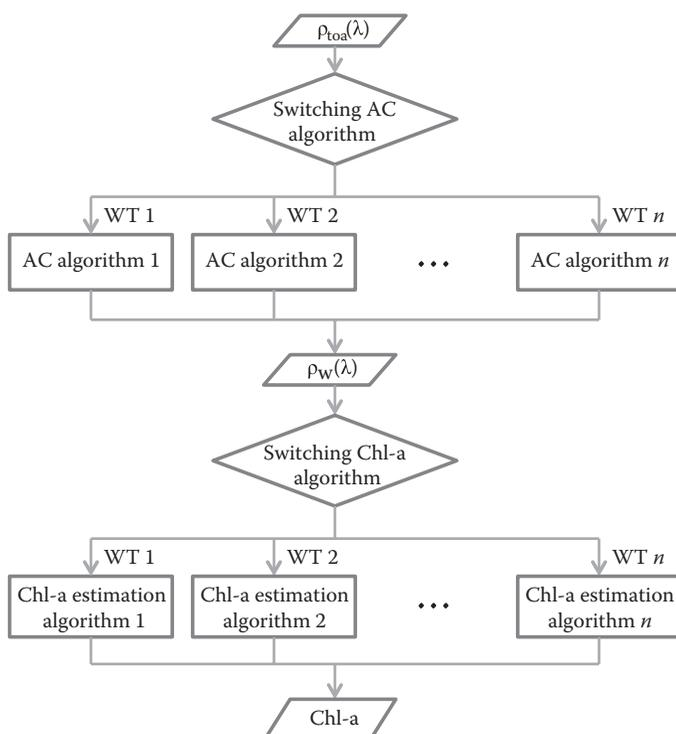 ρtoa(λ)
Switching AC
algorithm
WT 1
WT 2
WT n
AC algorithm 1
AC algorithm 2
...
AC algorithm n
ρW(λ)
Switching Chl-a
algorithm
WT 1
WT 2
WT n
Chl-a estimation
algorithm 1
Chl-a estimation
algorithm 2
...
Chl-a estimation
algorithm n
Chl-a